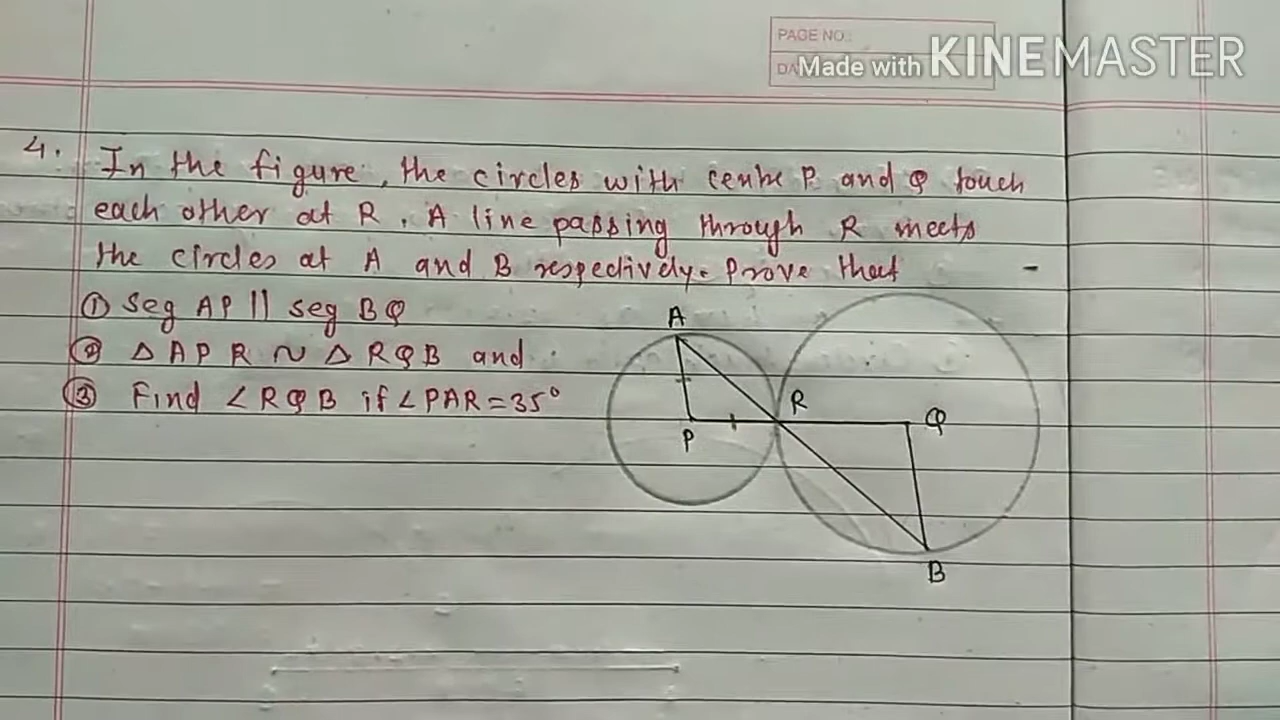 PAGE NO.:
Made with KINEMASTER
4. In the figure, the circles with centre P and Q touch
each other at R. A line passing through R meets
the circles at A and B respectively. Prove that -
① seg AP || seg BQ
② △ APR ~ △ RQB and
③ Find ∠RQB if ∠PAR = 35°
A
R
P
Q
B